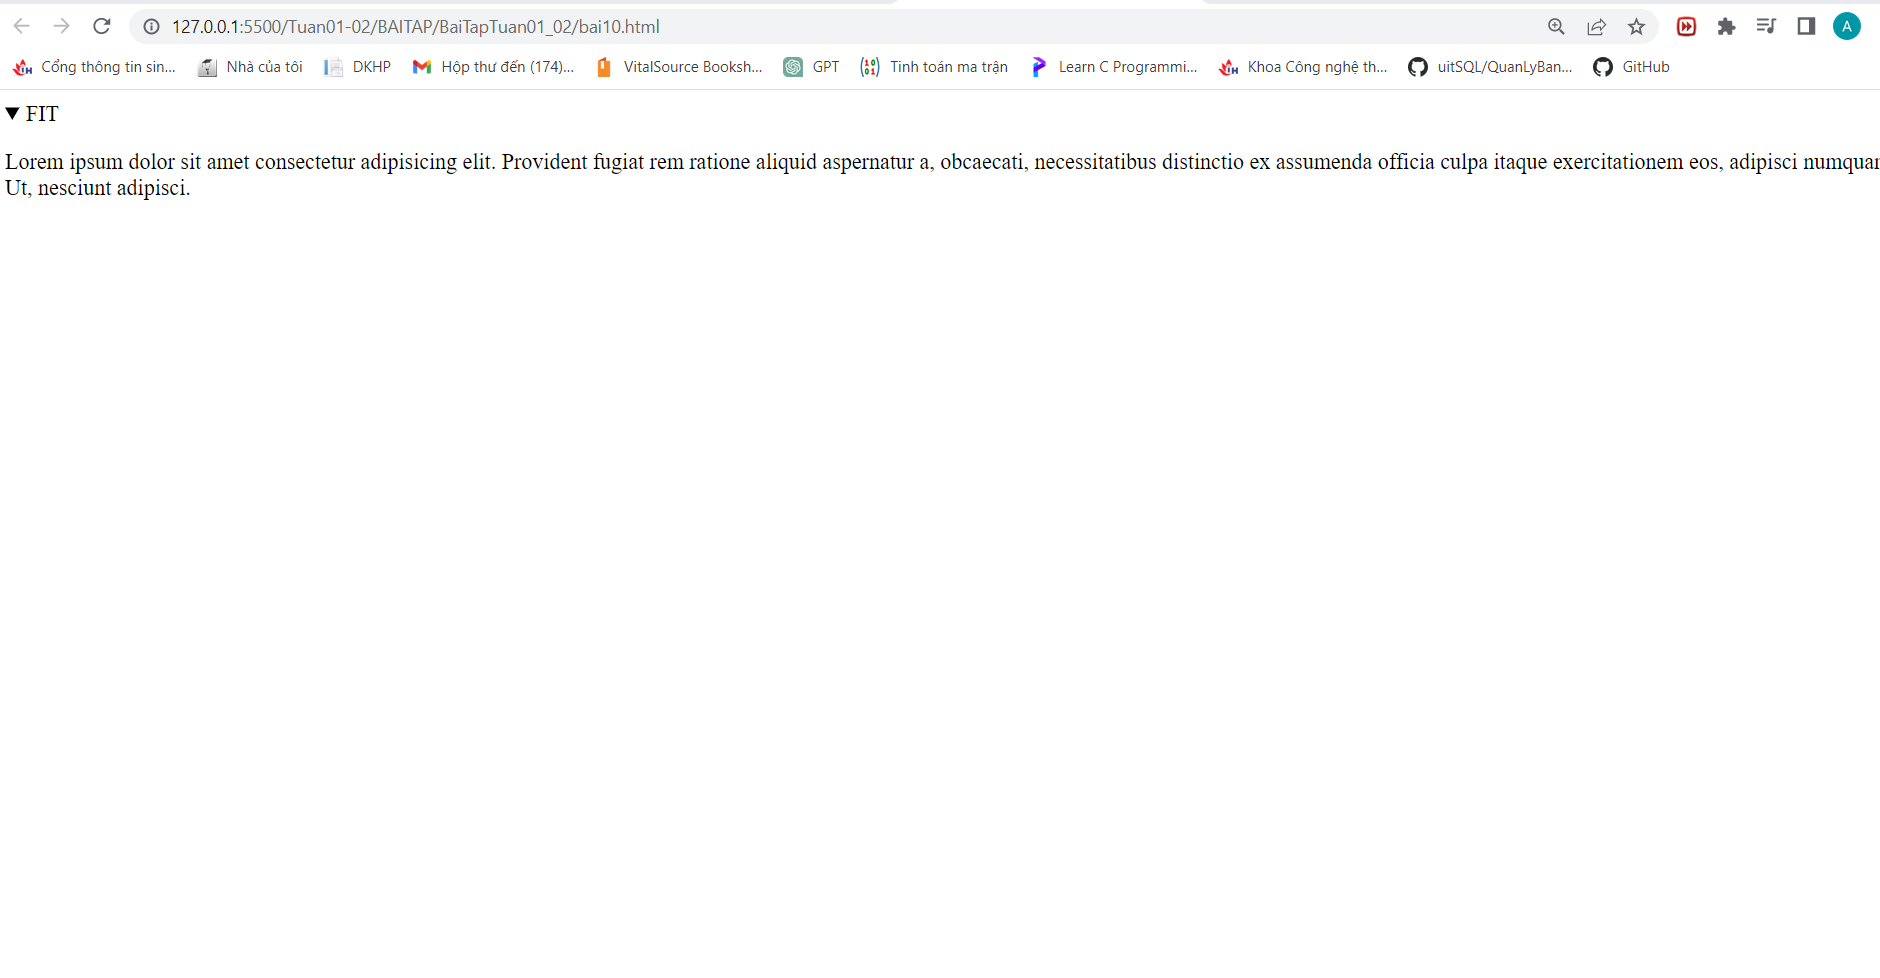 127.0.0.1:5500/Tuan01-02/BAITAP/BaiTapTuan01_02/bai10.html
A
Cổng thông tin sin... Nhà của tôi DKHP Hộp thư đến (174)... VitalSource Booksh... GPT Tinh toán ma trận Learn C Programmi... Khoa Công nghệ th... uitSQL/QuanLyBan... GitHub
FIT
Lorem ipsum dolor sit amet consectetur adipisicing elit. Provident fugiat rem ratione aliquid aspernatur a, obcaecati, necessitatibus distinctio ex assumenda officia culpa itaque exercitationem eos, adipisci
Ut, nesciunt adipisci.